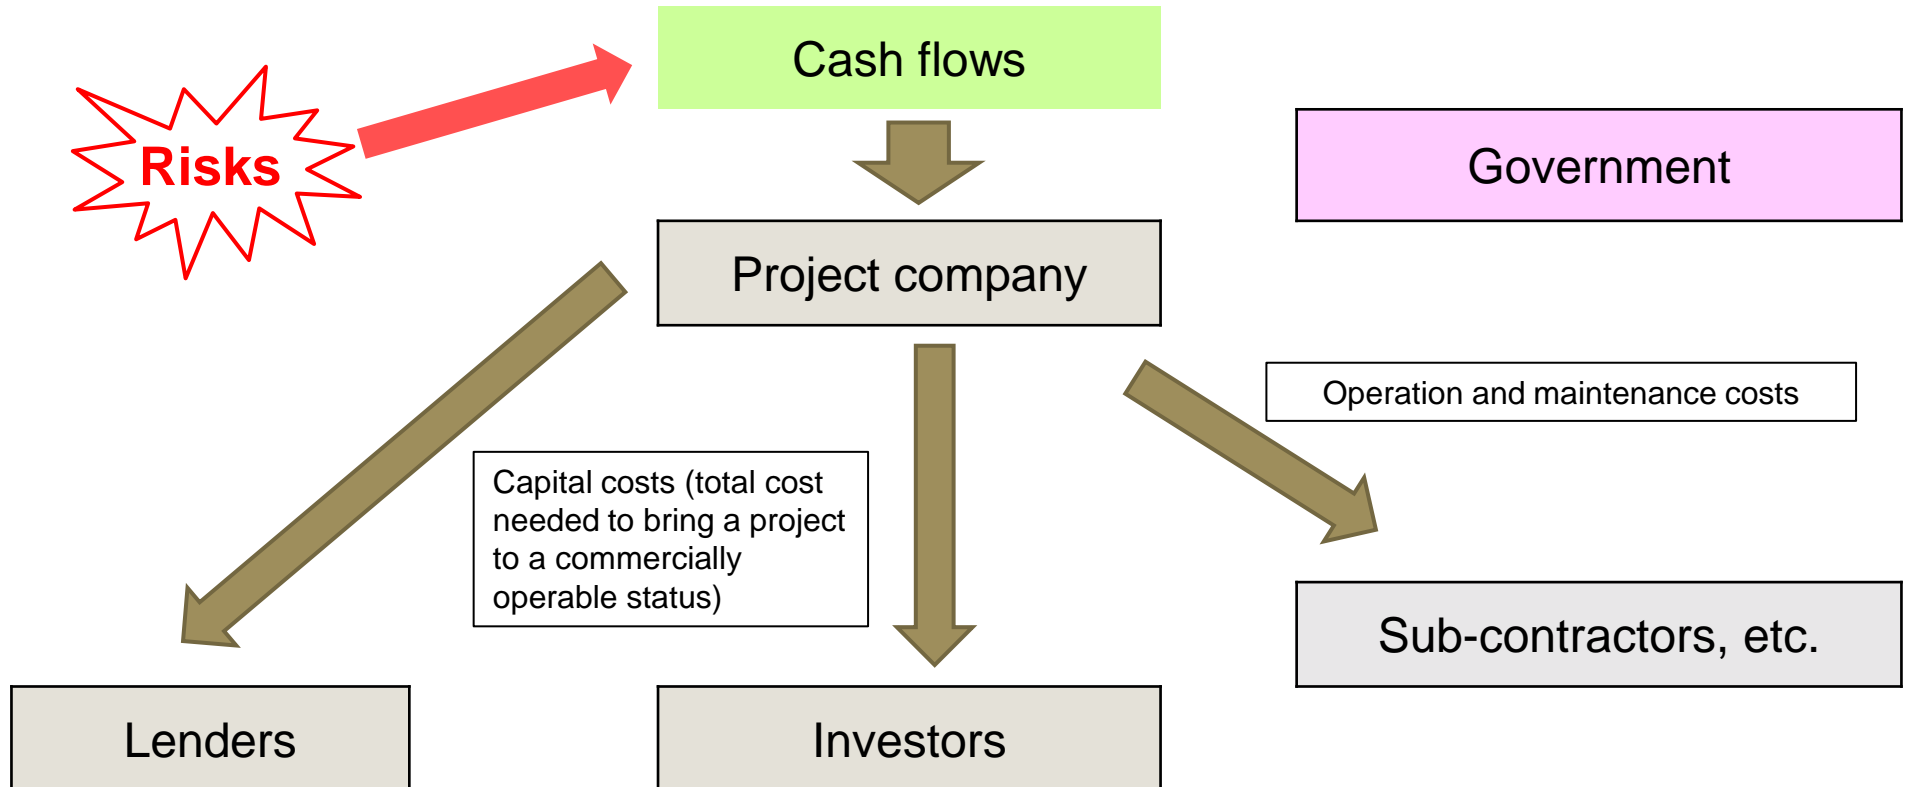 Cash flows
Risks
Government
Project company
Operation and maintenance costs
Capital costs (total cost
needed to bring a project
to a commercially
operable status)
Sub-contractors, etc.
Lenders
Investors